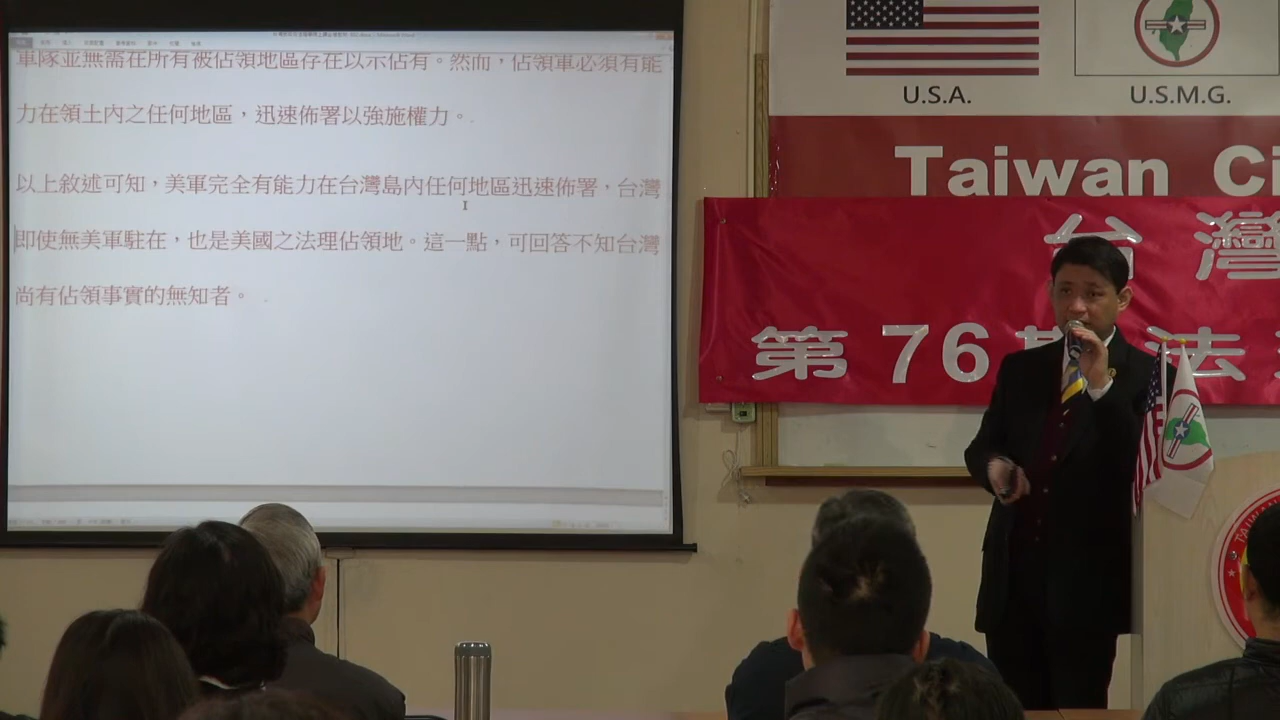 軍隊並無需在所有被佔領地區存在以示佔有。然而，佔領軍必須有能
力在領土內之任何地區，迅速佈署以強施權力。
以上敘述可知，美軍完全有能力在台灣島內任何地區迅速佈署，台灣
即使無美軍駐在，也是美國之法理佔領地。這一點，可回答不知台灣
尚有佔領事實的無知者。
U.S.A.
U.S.M.G.
Taiwan Ci
台灣
第76期法